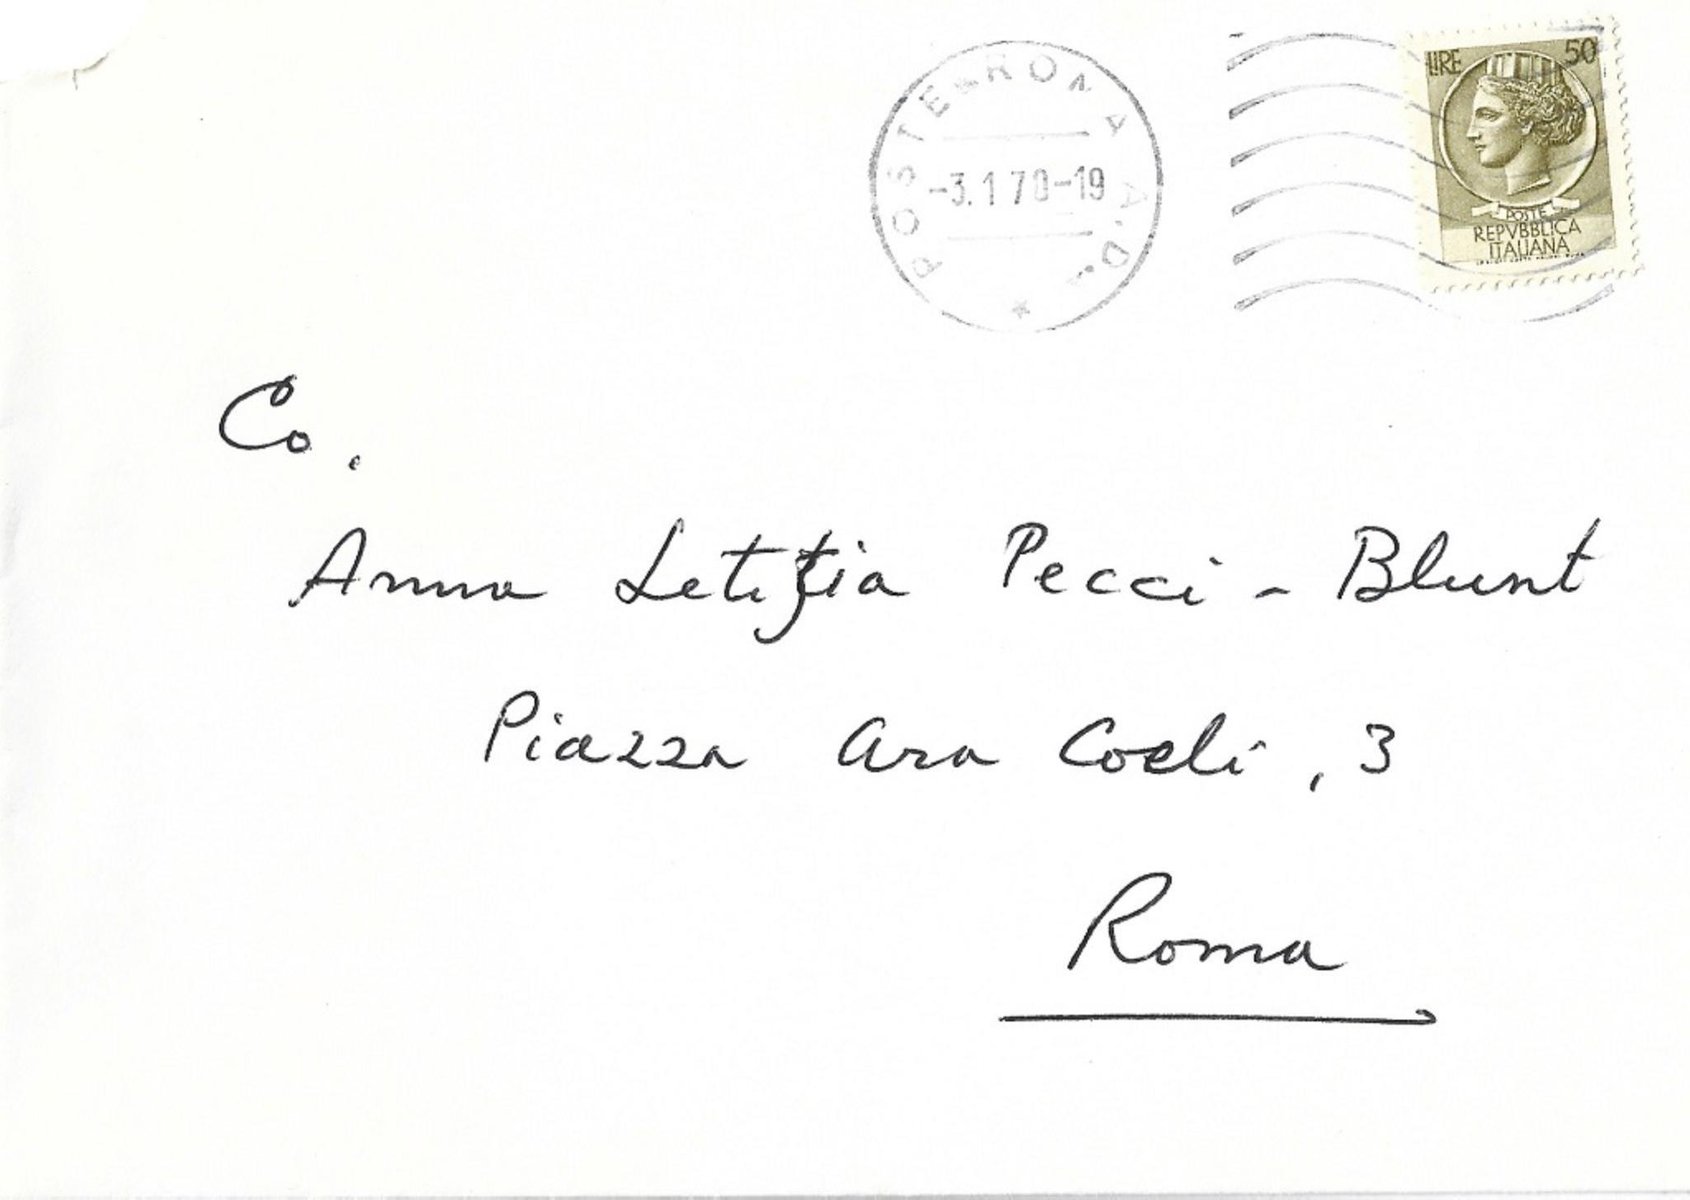 POSTE ROMA A.D.
-3.1 70-19
LIRE 50
POSTE
REPVBBLICA
ITALIANA
Co.
Anna Letizia Pecci - Blunt
Piazza Ara Coeli, 3
Roma